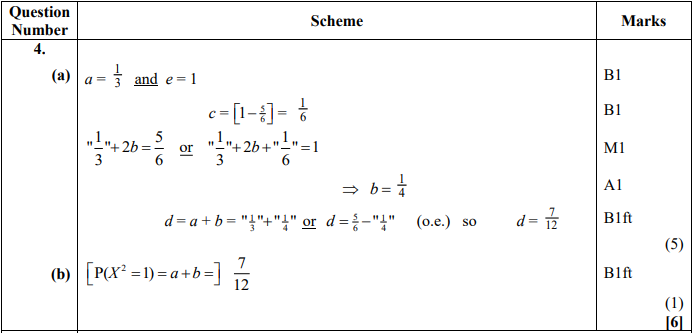 Question Number Scheme Marks
4.
(a) a = 1/3 and e = 1 B1
c = [1 – 5/6] = 1/6 B1
"1/3"+2b = 5/6 or "1/3"+2b+"1/6"=1 M1
⇒ b = 1/4 A1
d = a + b = "1/3"+"1/4" or d = 5/6 – "1/4" (o.e.) so d = 7/12 B1ft
(5)
(b) [P(X² = 1) = a + b =] 7/12 B1ft
(1)
[6]